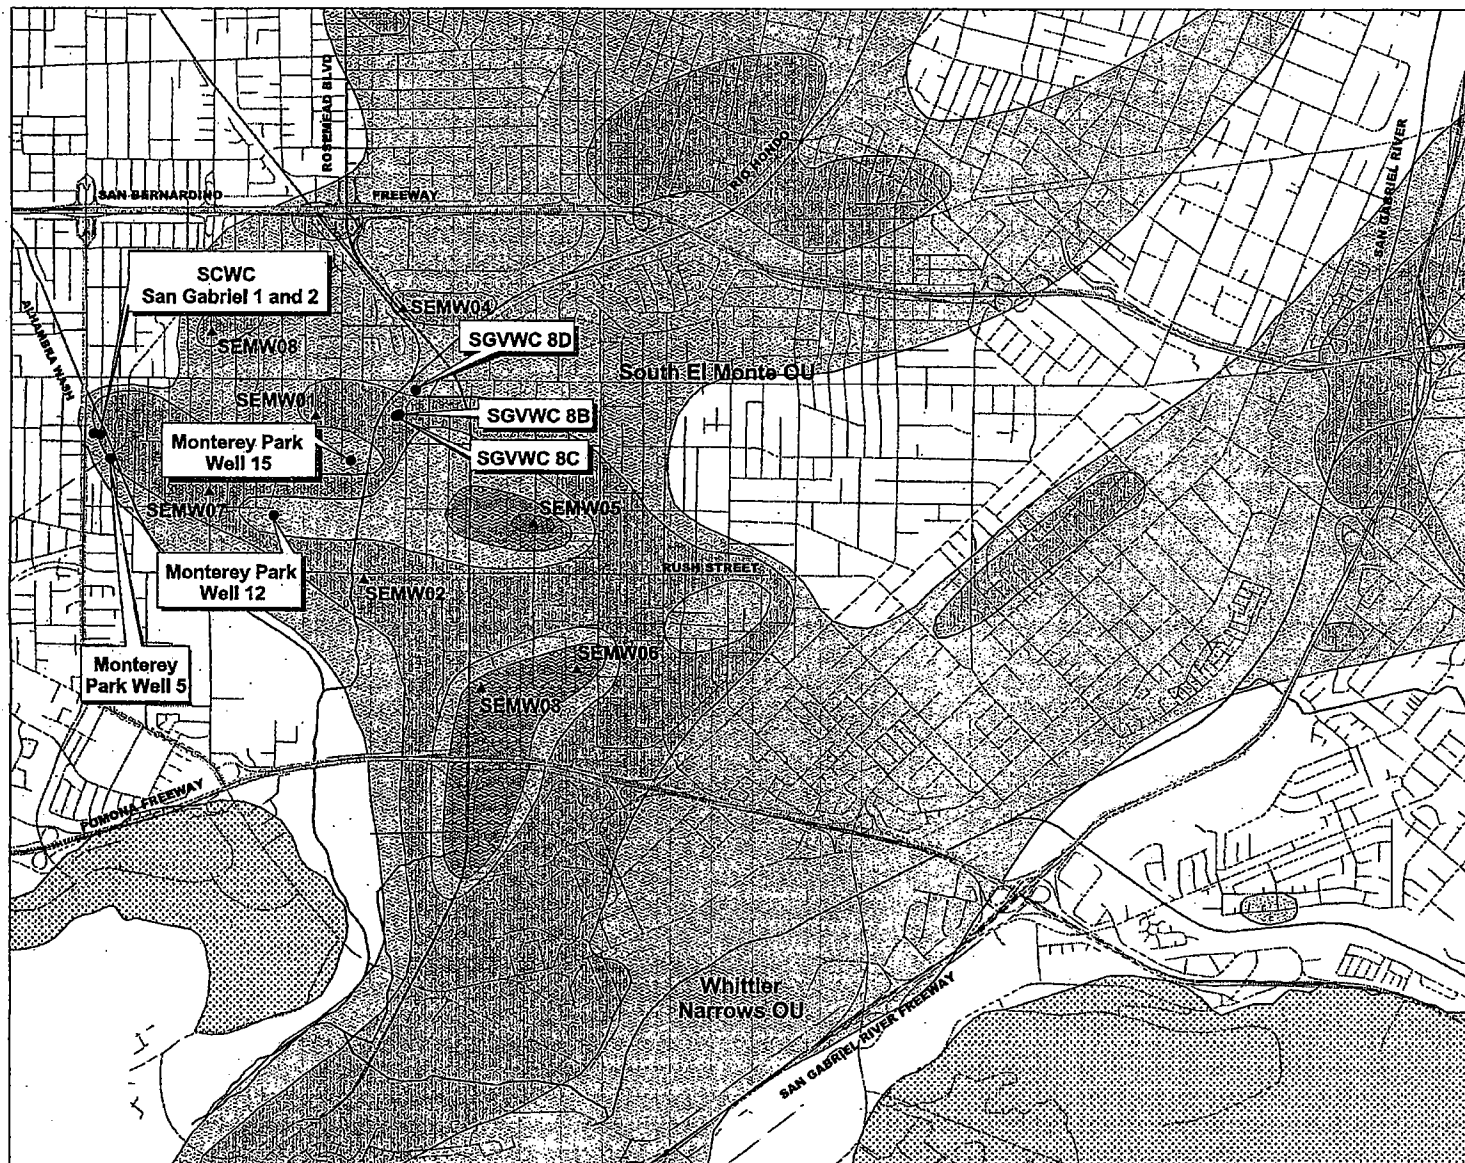 ROSEMEAD BLVD
RIO HONDO
SAN GABRIEL RIVER
SAN BERNARDINO
FREEWAY
SCWC
San Gabriel 1 and 2
ALHAMBRA WASH
SEMW04
SEMW08
SGVWC 8D
South El Monte OU
SEMW01
SGVWC 8B
Monterey Park
Well 15
SGVWC 8C
SEMW07
SEMW05
Monterey Park
Well 12
RUSH STREET
SEMW02
Monterey
Park Well 5
SEMW06
SEMW03
POMONA FREEWAY
Whittier
Narrows OU
SAN GABRIEL RIVER FREEWAY